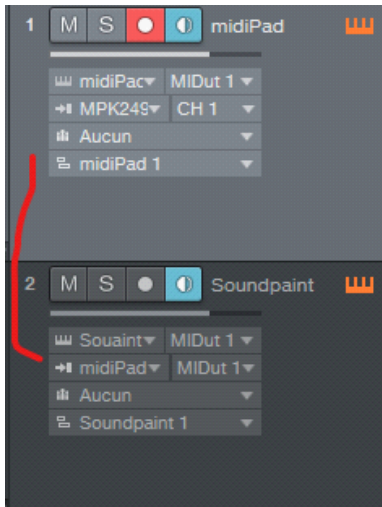 1 M S midiPad
midiPac MIDut 1
MPK249 CH 1
Aucun
midiPad 1
2 M S Soundpaint
Souaint MIDut 1
midiPad MIDut 1
Aucun
Soundpaint 1